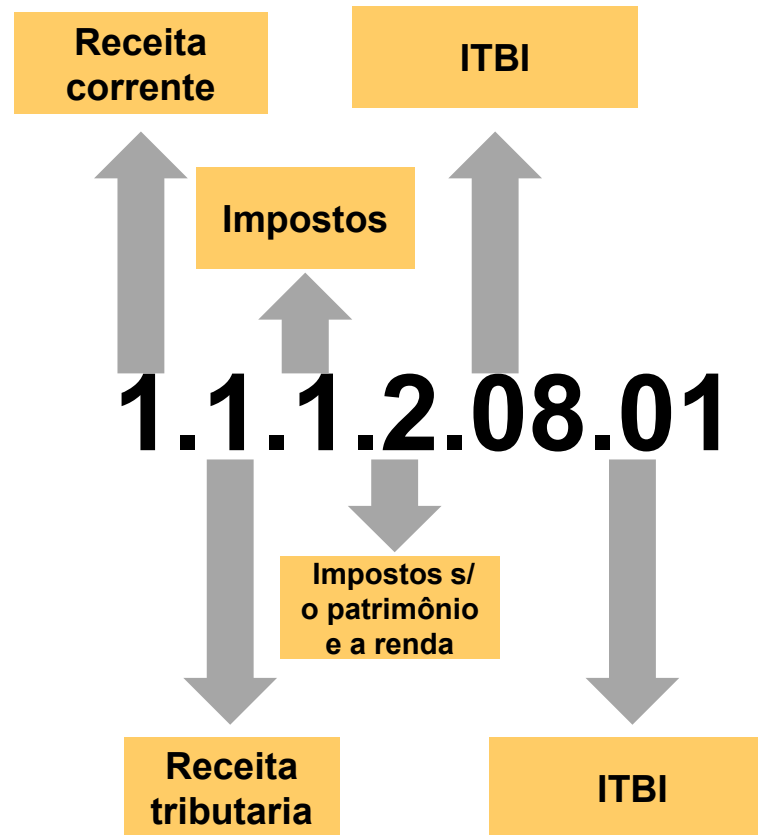 Receita
corrente
ITBI
Impostos
1.1.1.2.08.01
Impostos s/
o patrimônio
e a renda
Receita
tributaria
ITBI